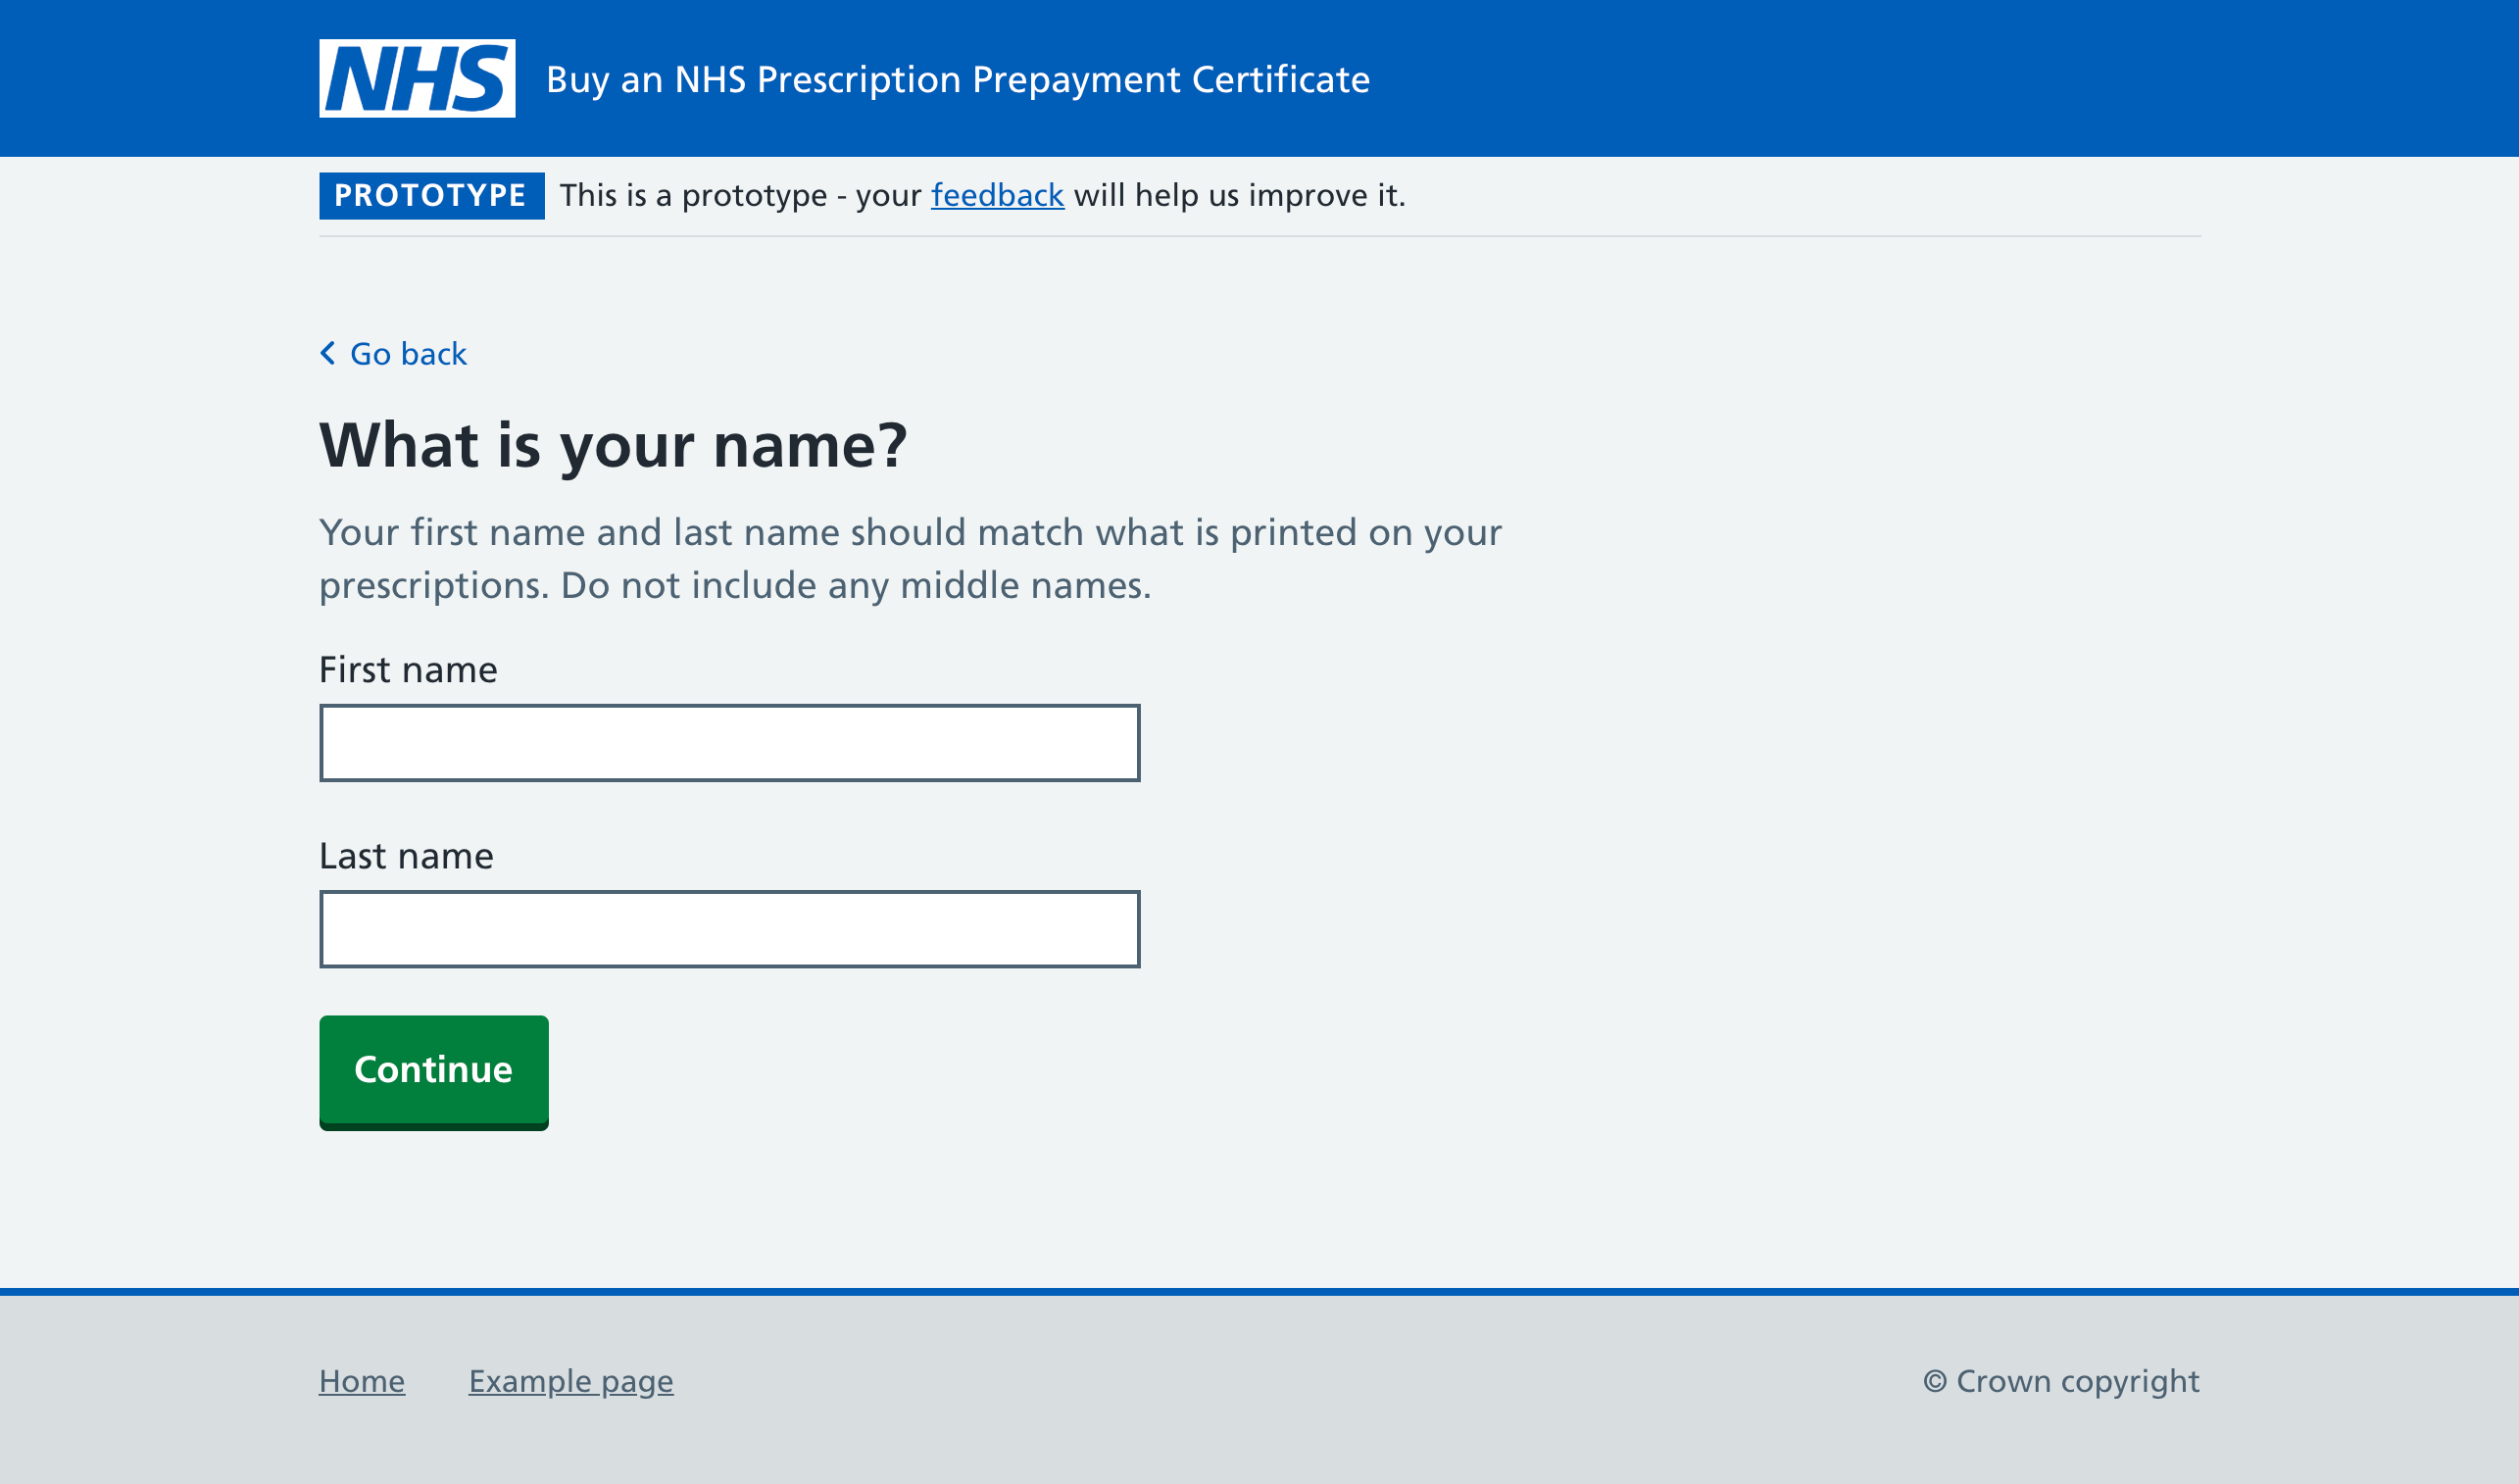 NHS Buy an NHS Prescription Prepayment Certificate
PROTOTYPE This is a prototype - your feedback will help us improve it.
Go back
What is your name?
Your first name and last name should match what is printed on your
prescriptions. Do not include any middle names.
First name
Last name
Continue
Home Example page © Crown copyright